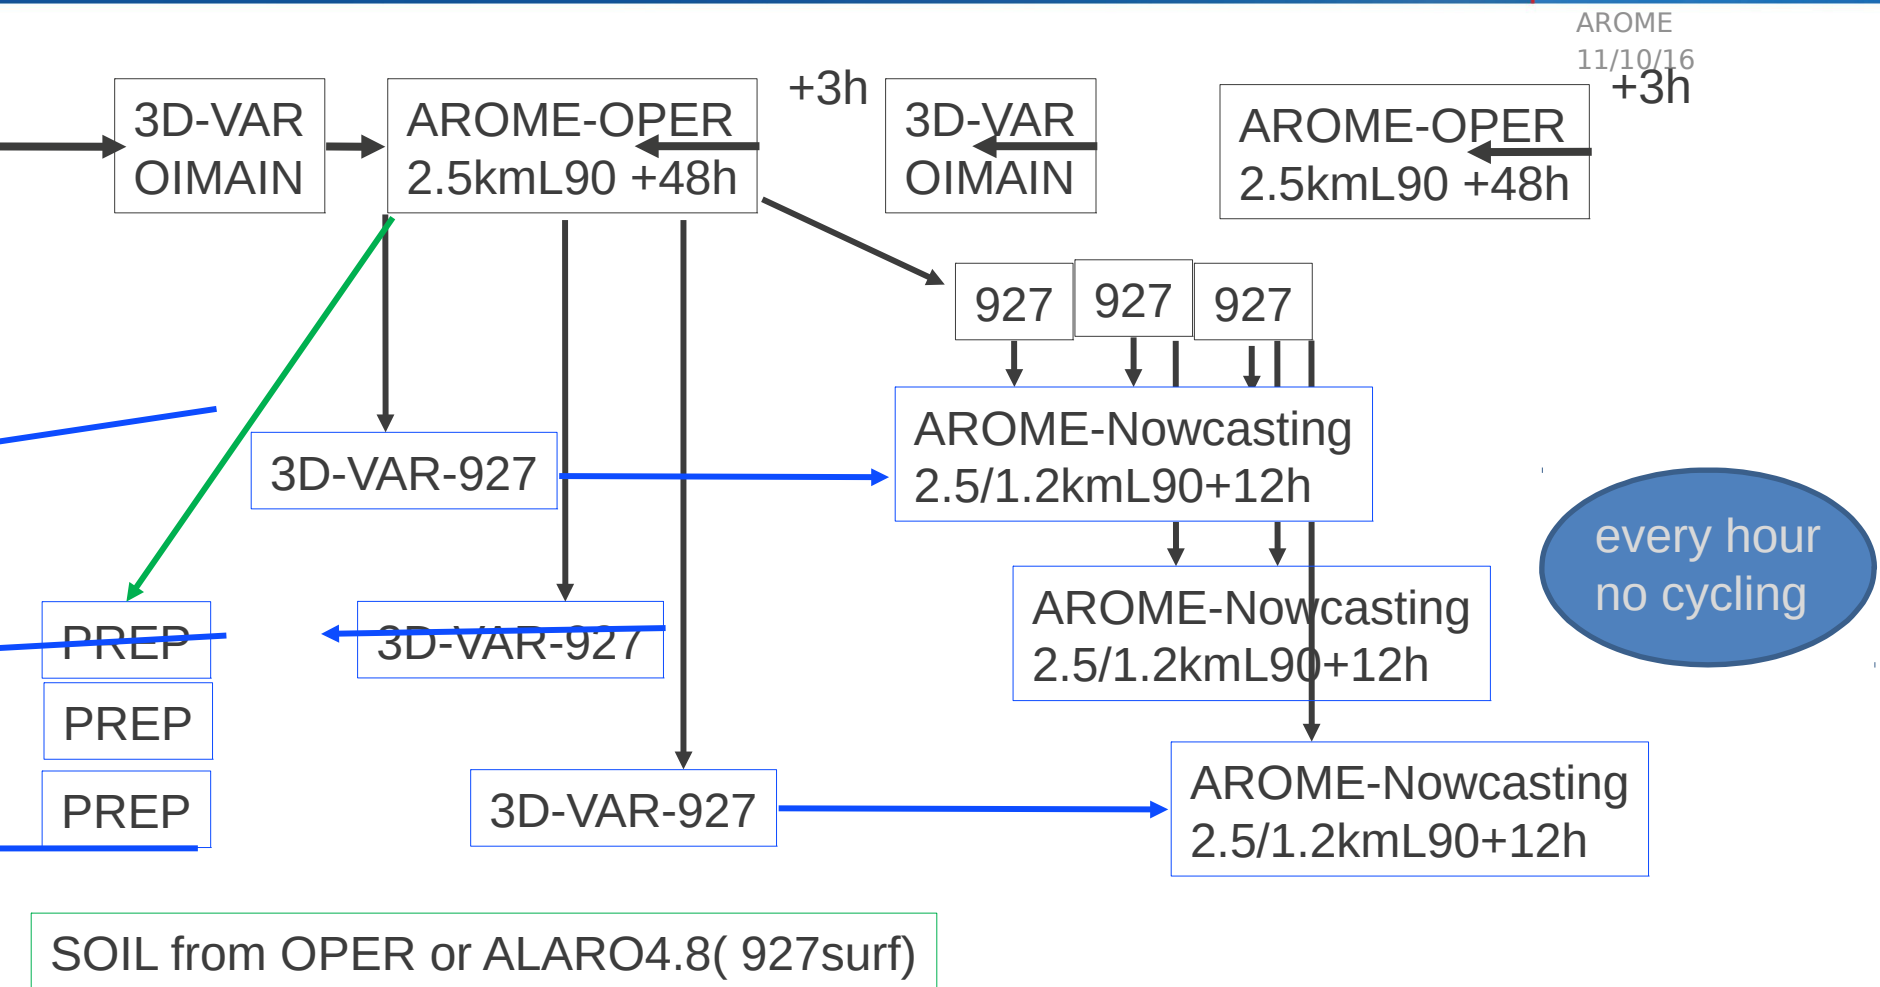 AROME
11/10/16
3D-VAR
OIMAIN
AROME-OPER
2.5kmL90 +48h
+3h
3D-VAR
OIMAIN
AROME-OPER
2.5kmL90 +48h
+3h
927
927
927
3D-VAR-927
AROME-Nowcasting
2.5/1.2kmL90+12h
every hour
no cycling
PREP
3D-VAR-927
AROME-Nowcasting
2.5/1.2kmL90+12h
PREP
PREP
3D-VAR-927
AROME-Nowcasting
2.5/1.2kmL90+12h
SOIL from OPER or ALARO4.8( 927surf)